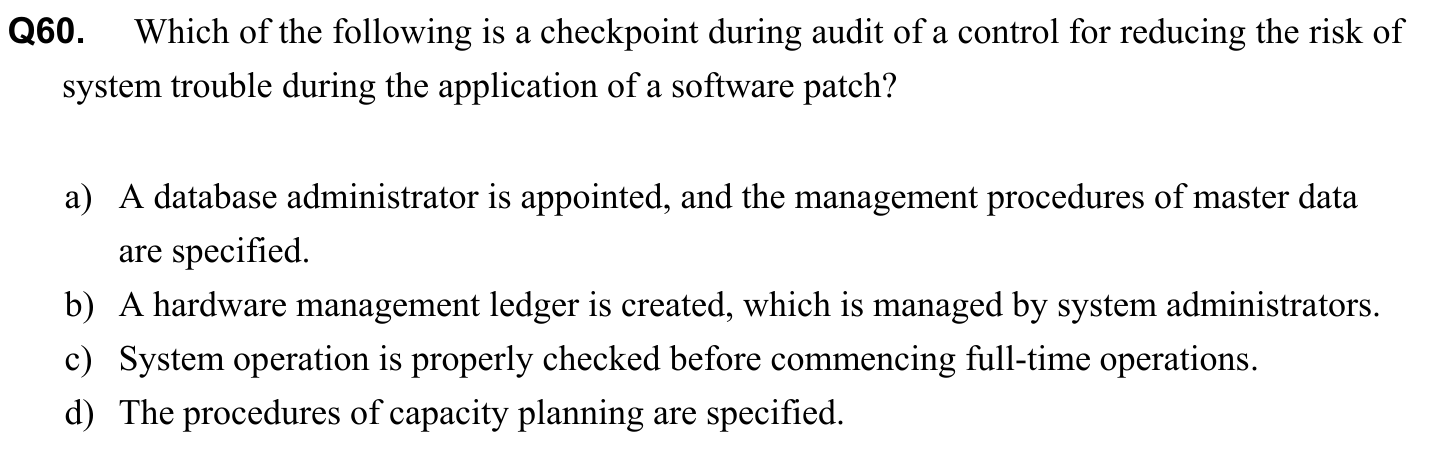 Q60. Which of the following is a checkpoint during audit of a control for reducing the risk of
system trouble during the application of a software patch?
a) A database administrator is appointed, and the management procedures of master data
are specified.
b) A hardware management ledger is created, which is managed by system administrators.
c) System operation is properly checked before commencing full-time operations.
d) The procedures of capacity planning are specified.